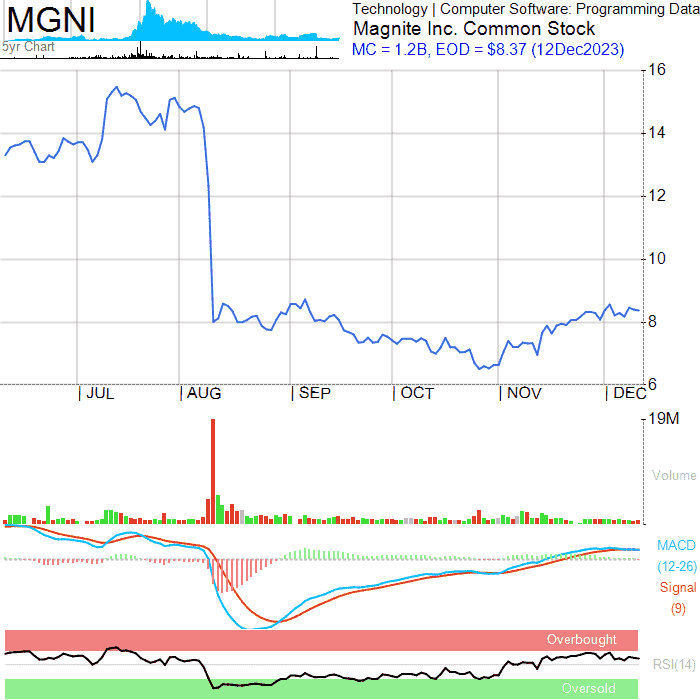 MGNI
5yr Chart
Technology | Computer Software: Programming Data
Magnite Inc. Common Stock
MC = 1.2B, EOD = $8.37 (12Dec2023)
16
14
12
10
8
6
JUL AUG SEP OCT NOV DEC
19M
Volume
MACD
(12-26)
Signal
(9)
Overbought
RSI(14)
Oversold